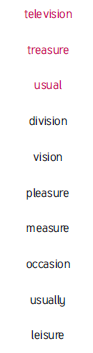 television
treasure
usual
division
vision
pleasure
measure
occasion
usually
leisure